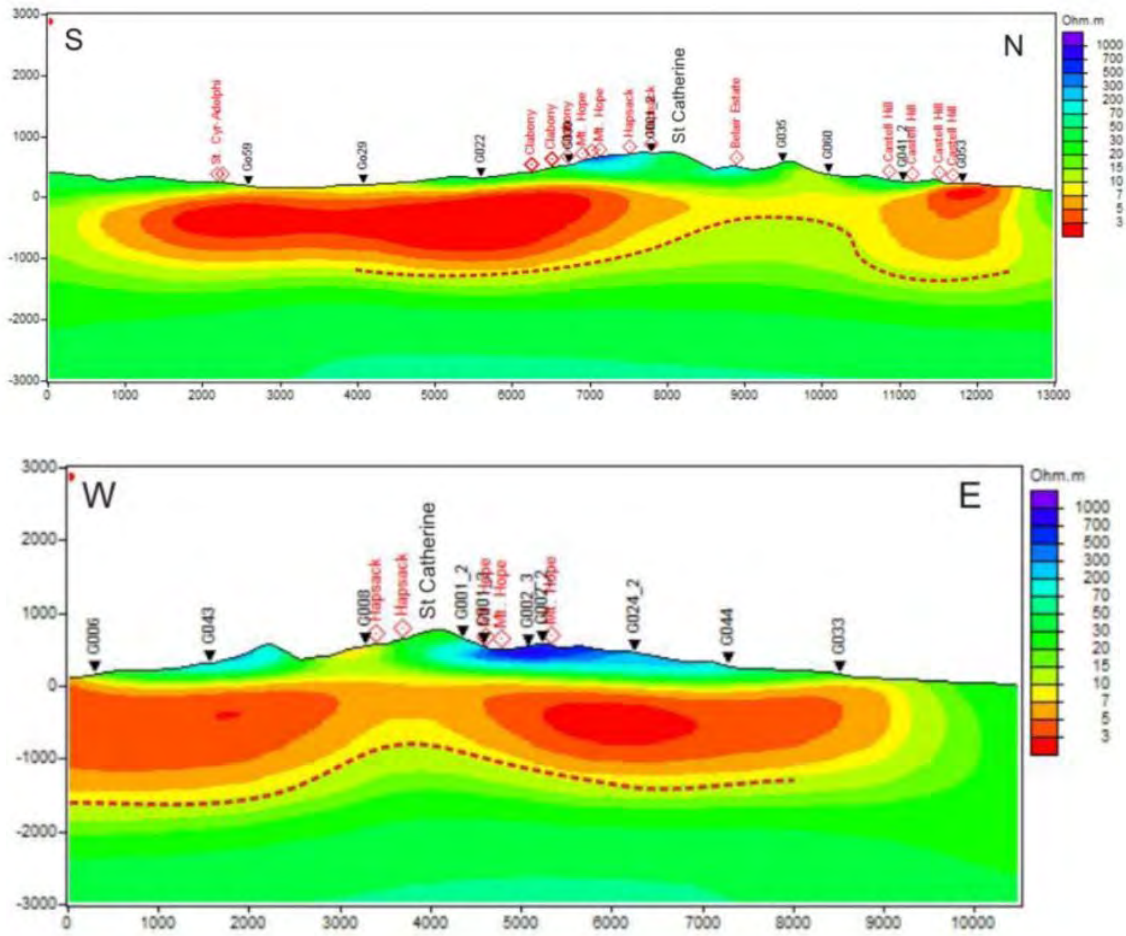 3000
2000
1000
0
-1000
-2000
-3000
S
N
St. Cyr Adelphi
Go59
Go29
G022
Clabony
Clabony
Mt. Hope
Mt. Hope
Hapsack
St Catherine
Belair Estate
G035
G060
Castell Hill
G041_2
Castell Hill
Castell Hill
Castell Hill
G053
0 1000 2000 3000 4000 5000 6000 7000 8000 9000 10000 11000 12000 13000
Ohm.m
1000
700
500
300
200
70
50
30
20
15
10
7
5
3
3000
2000
1000
0
-1000
-2000
-3000
W
E
G006
G043
G008
Hapsack
Hapsack
St Catherine
G001_2
Mt. Hope
G002_3
Mt. Hope
G024_2
G044
G033
0 1000 2000 3000 4000 5000 6000 7000 8000 9000 10000
Ohm.m
1000
700
500
300
200
70
50
30
20
15
10
7
5
3